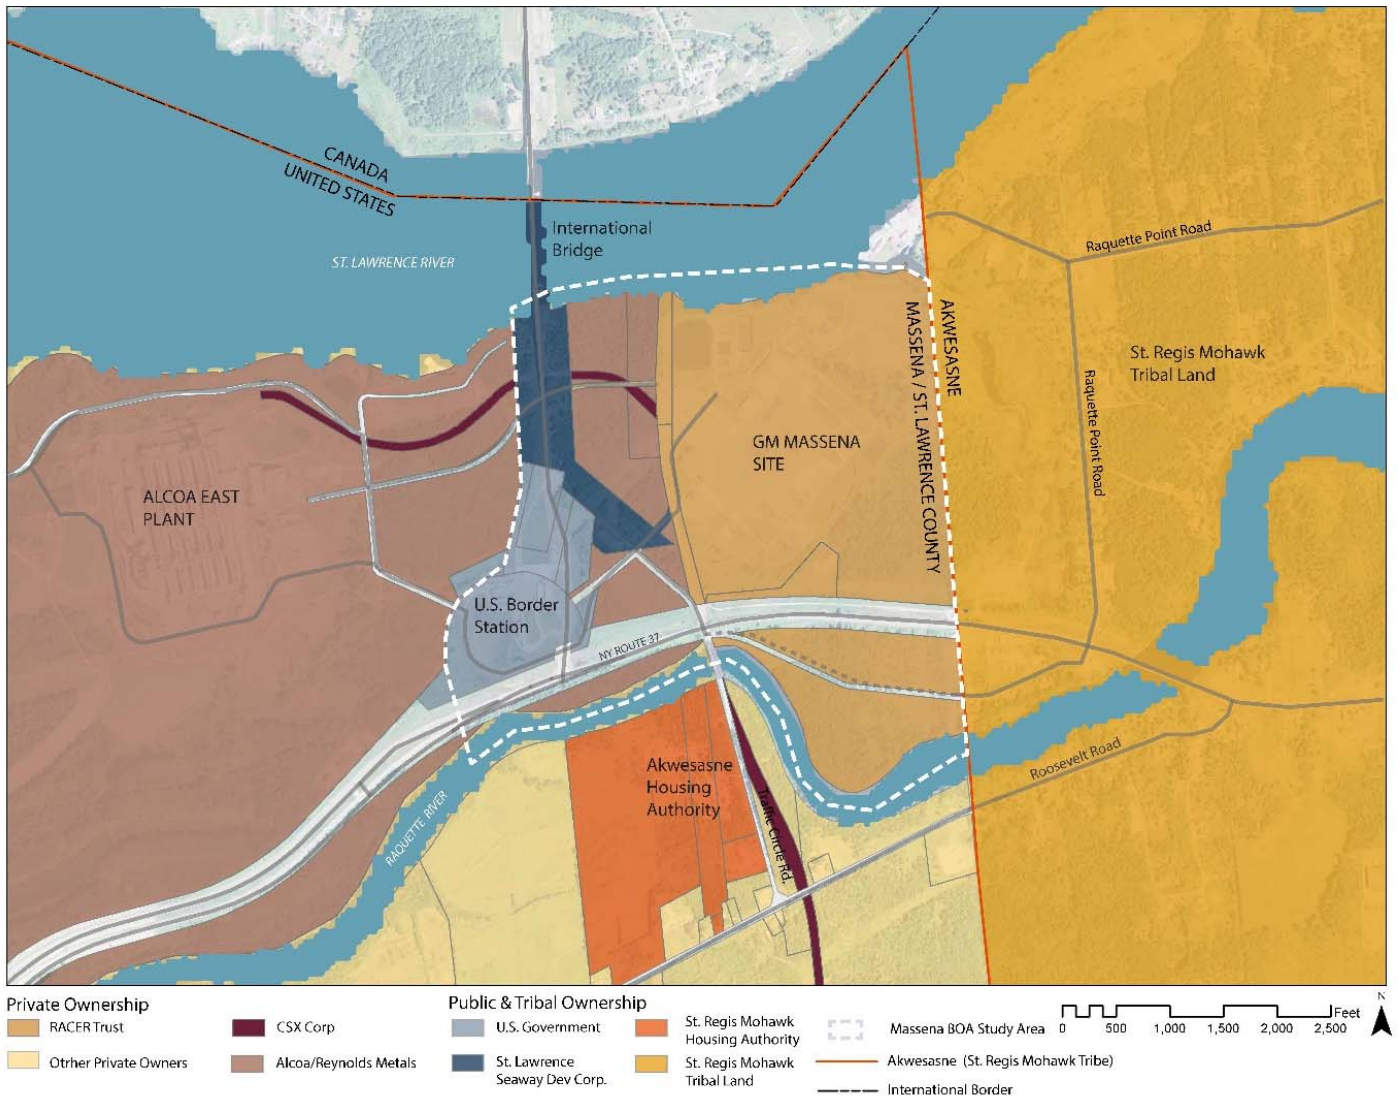 CANADA
UNITED STATES
International
Bridge
ST. LAWRENCE RIVER
Raquette Point Road
AKWESASNE
MASSENA / ST. LAWRENCE COUNTY
St. Regis Mohawk
Tribal Land
Raquette Point Road
GM MASSENA
SITE
ALCOA EAST
PLANT
U.S. Border
Station
NY ROUTE 37
Akwesasne
Housing
Authority
Traffic Circle Rd.
Roosevelt Road
RAQUETTE RIVER
Private Ownership
RACER Trust
Otrher Private Owners
CSX Corp
Alcoa/Reynolds Metals
Public & Tribal Ownership
U.S. Government
St. Lawrence
Seaway Dev Corp.
St. Regis Mohawk
Housing Authority
St. Regis Mohawk
Tribal Land
Massena BOA Study Area
Akwesasne (St. Regis Mohawk Tribe)
International Border
Feet
0 500 1,000 1,500 2,000 2,500
N